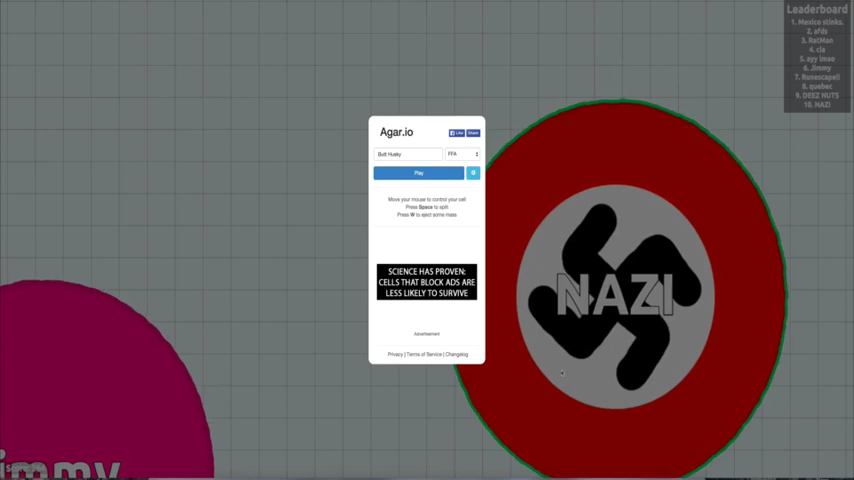 Leaderboard
1. Mexico stinks.
2. afds
3. RatMan
4. cia
5. ayy lmao
6. Jimmy
7. Runescape!!
8. quebec
9. DEEZ NUTS
10. NAZI
Agar.io
Like
Share
Butt Husky
FFA
Play
Move your mouse to control your cell
Press Space to split
Press W to eject some mass
SCIENCE HAS PROVEN:
CELLS THAT BLOCK ADS ARE
LESS LIKELY TO SURVIVE
Advertisement
Privacy | Terms of Service | Changelog
NAZI
immy